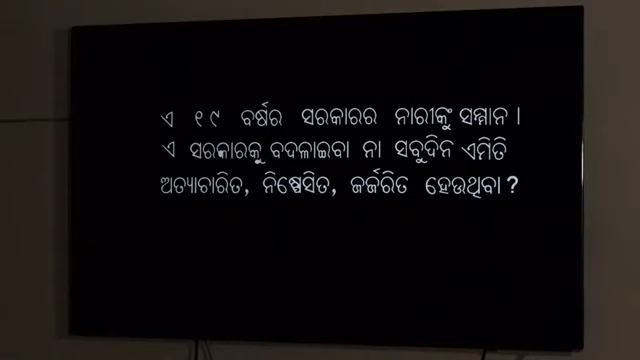 ଏ ୧୯ ବର୍ଷର ସରକାରର ନାରୀଙ୍କୁ ସମ୍ମାନ ।
ଏ ସରକାରକୁ ବଦଳାଇବା ନା ସବୁଦିନ ଏମିତି
ଅତ୍ୟାଚାରିତ, ନିଷ୍ପେସିତ, ଜର୍ଜରିତ ହେଉଥିବା ?